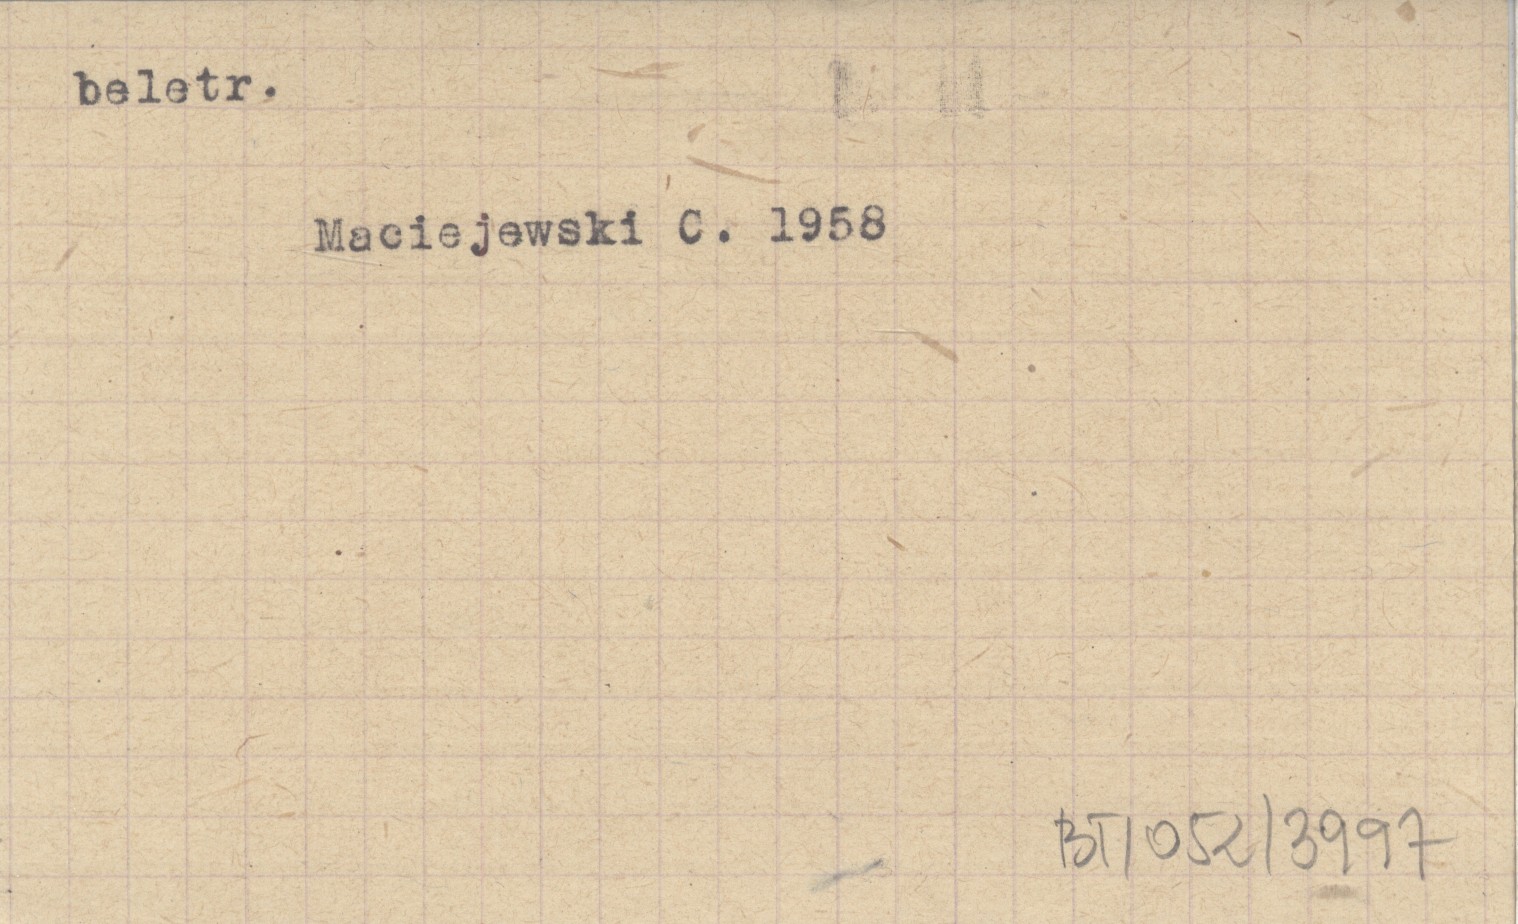 beletr.
Maciejewski C. 1958
BT/052/3997